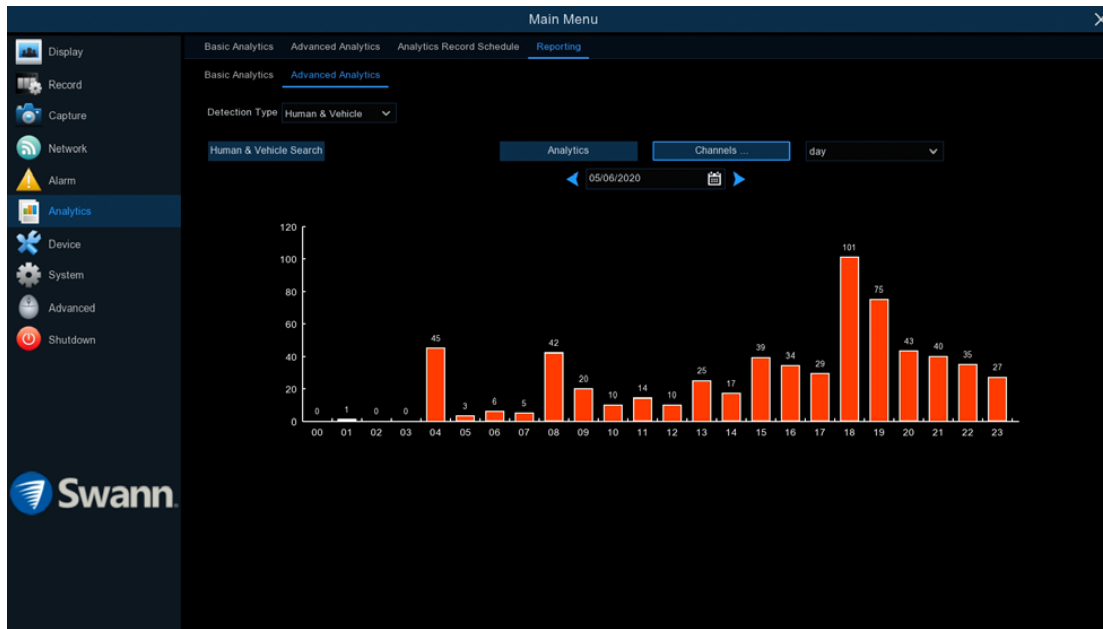 Main Menu
Display
Record
Capture
Network
Alarm
Analytics
Device
System
Advanced
Shutdown
Swann
Basic Analytics Advanced Analytics Analytics Record Schedule Reporting
Basic Analytics Advanced Analytics
Detection Type Human & Vehicle
Human & Vehicle Search Analytics Channels ... day
05/06/2020
120
100
80
60
40
20
0
0 1 0 0 45 3 6 5 42 20 10 14 10 25 17 39 34 29 101 75 43 40 35 27
00 01 02 03 04 05 06 07 08 09 10 11 12 13 14 15 16 17 18 19 20 21 22 23